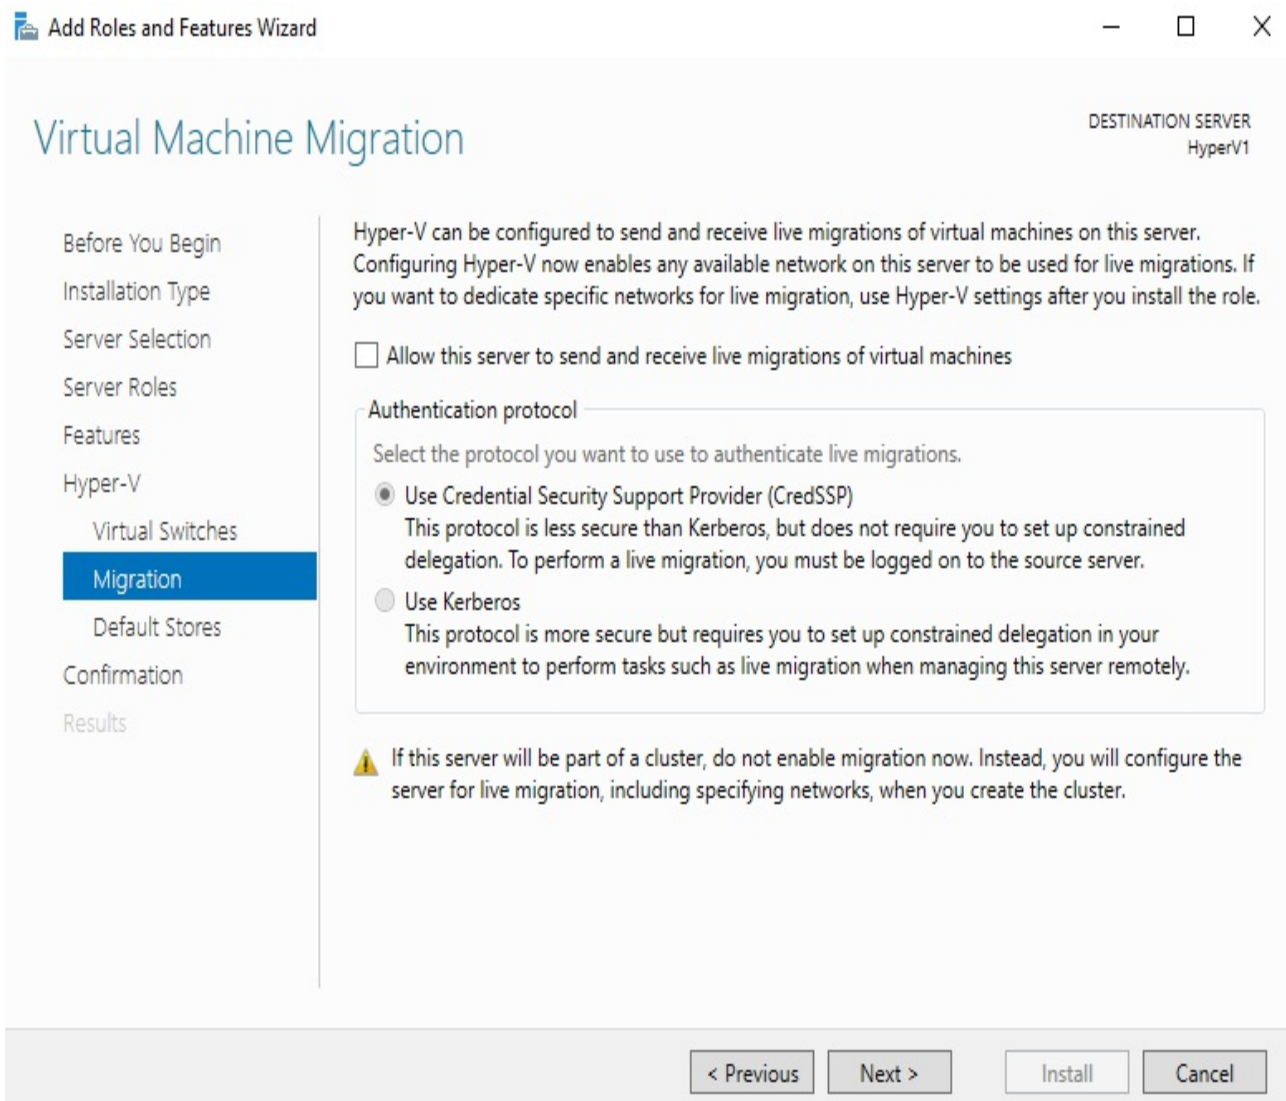 Add Roles and Features Wizard
Virtual Machine Migration
DESTINATION SERVER
HyperV1
Before You Begin
Installation Type
Server Selection
Server Roles
Features
Hyper-V
Virtual Switches
Migration
Default Stores
Confirmation
Results
Hyper-V can be configured to send and receive live migrations of virtual machines on this server.
Configuring Hyper-V now enables any available network on this server to be used for live migrations. If
you want to dedicate specific networks for live migration, use Hyper-V settings after you install the role.
Allow this server to send and receive live migrations of virtual machines
Authentication protocol
Select the protocol you want to use to authenticate live migrations.
Use Credential Security Support Provider (CredSSP)
This protocol is less secure than Kerberos, but does not require you to set up constrained
delegation. To perform a live migration, you must be logged on to the source server.
Use Kerberos
This protocol is more secure but requires you to set up constrained delegation in your
environment to perform tasks such as live migration when managing this server remotely.
If this server will be part of a cluster, do not enable migration now. Instead, you will configure the
server for live migration, including specifying networks, when you create the cluster.
< Previous
Next >
Install
Cancel